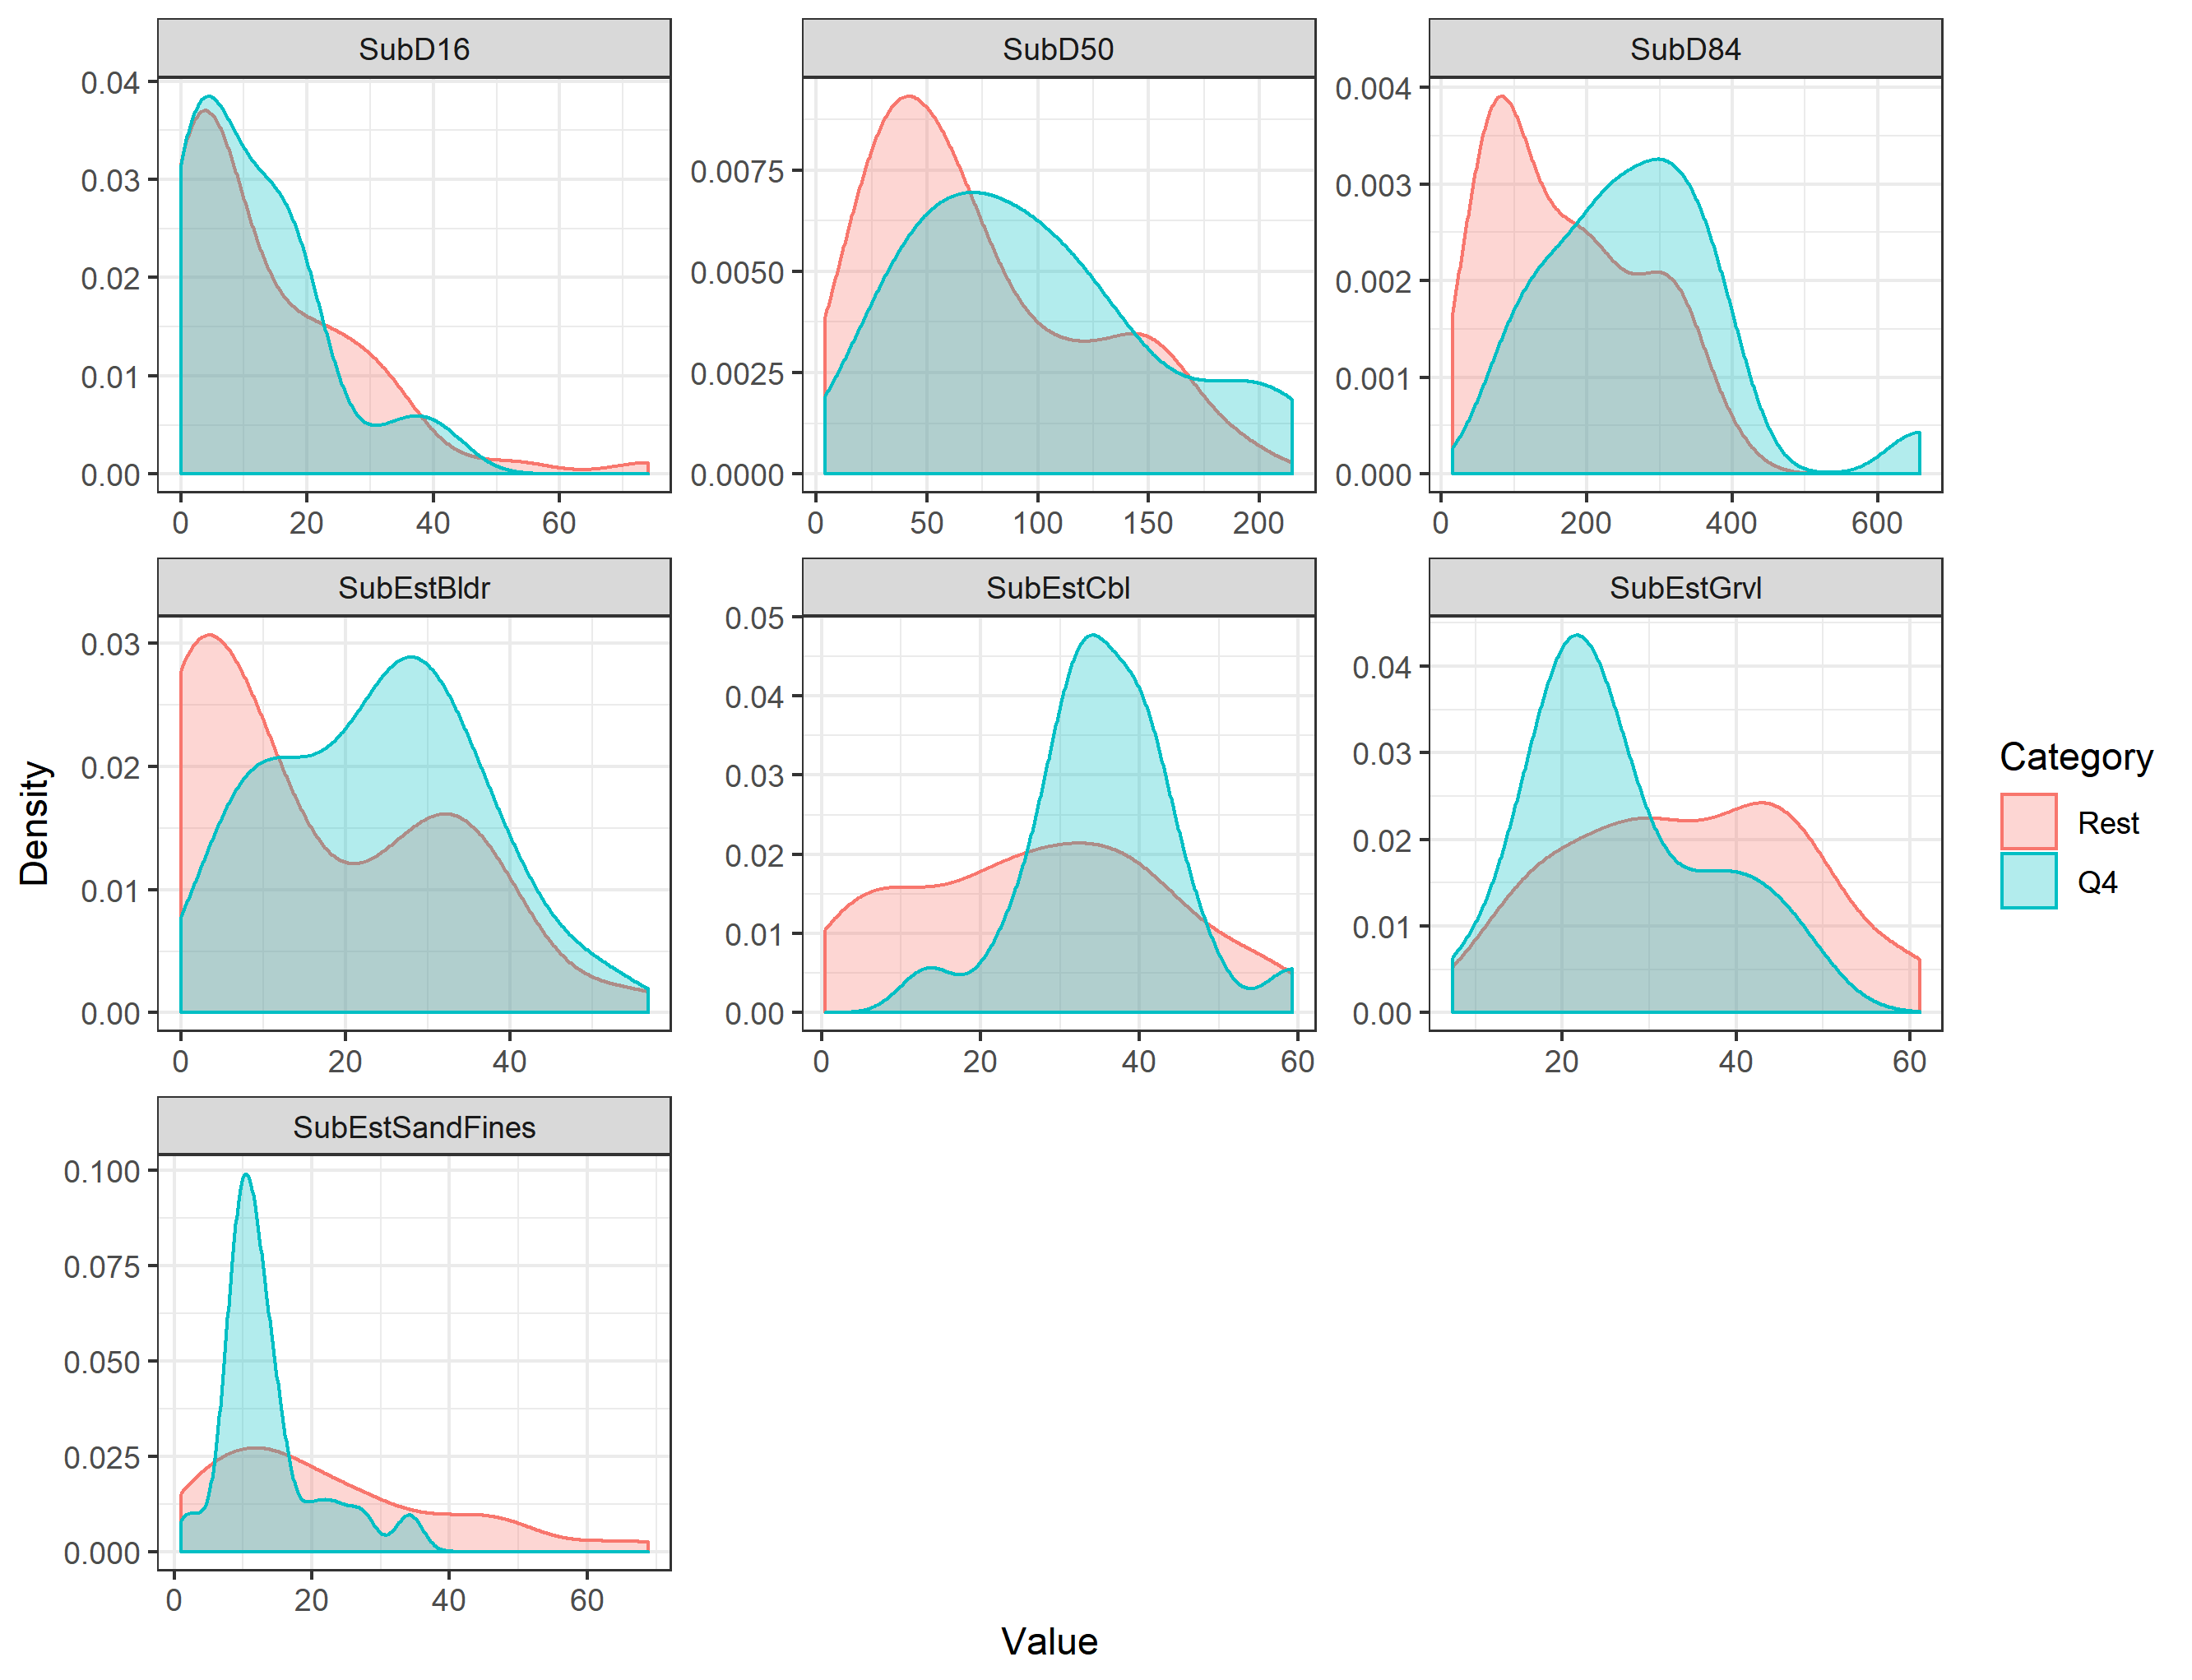 SubD16 SubD50 SubD84
0.04
0.03
0.02
0.01
0.00
0.0075
0.0050
0.0025
0.0000
0.004
0.003
0.002
0.001
0.000
0 20 40 60
0 50 100 150 200
0 200 400 600
SubEstBldr SubEstCbl SubEstGrvl
0.03
0.02
0.01
0.00
0.05
0.04
0.03
0.02
0.01
0.00
0.04
0.03
0.02
0.01
0.00
0 20 40
0 20 40 60
20 40 60
SubEstSandFines
0.100
0.075
0.050
0.025
0.000
0 20 40 60
Density
Value
Category
Rest
Q4